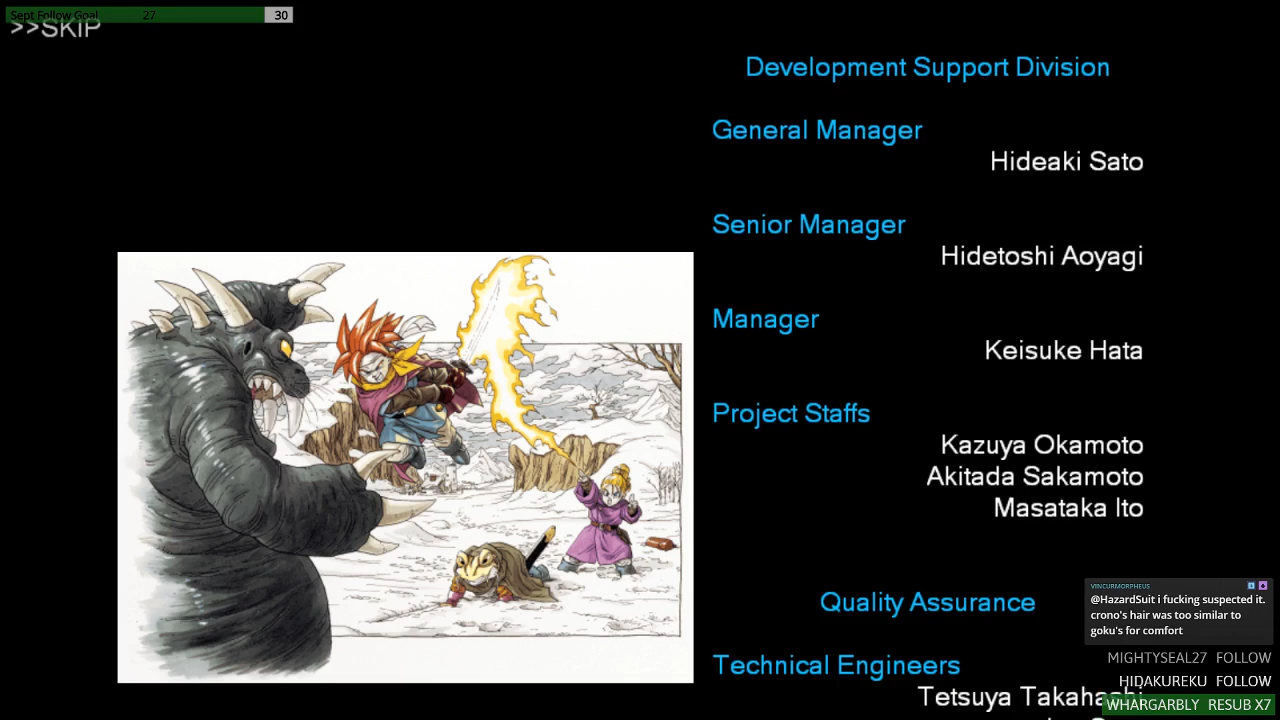 Sept Follow Goal 27 30
>>SKIP
Development Support Division
General Manager
Hideaki Sato
Senior Manager
Hidetoshi Aoyagi
Manager
Keisuke Hata
Project Staffs
Kazuya Okamoto
Akitada Sakamoto
Masataka Ito
Quality Assurance
Technical Engineers
Tetsuya Takahashi
VINCURMORPHEUS
@HazardSuit i fucking suspected it.
crono's hair was too similar to
goku's for comfort
MIGHTYSEAL27 FOLLOW
HIDAKUREKU FOLLOW
WHARGARBLY RESUB X7